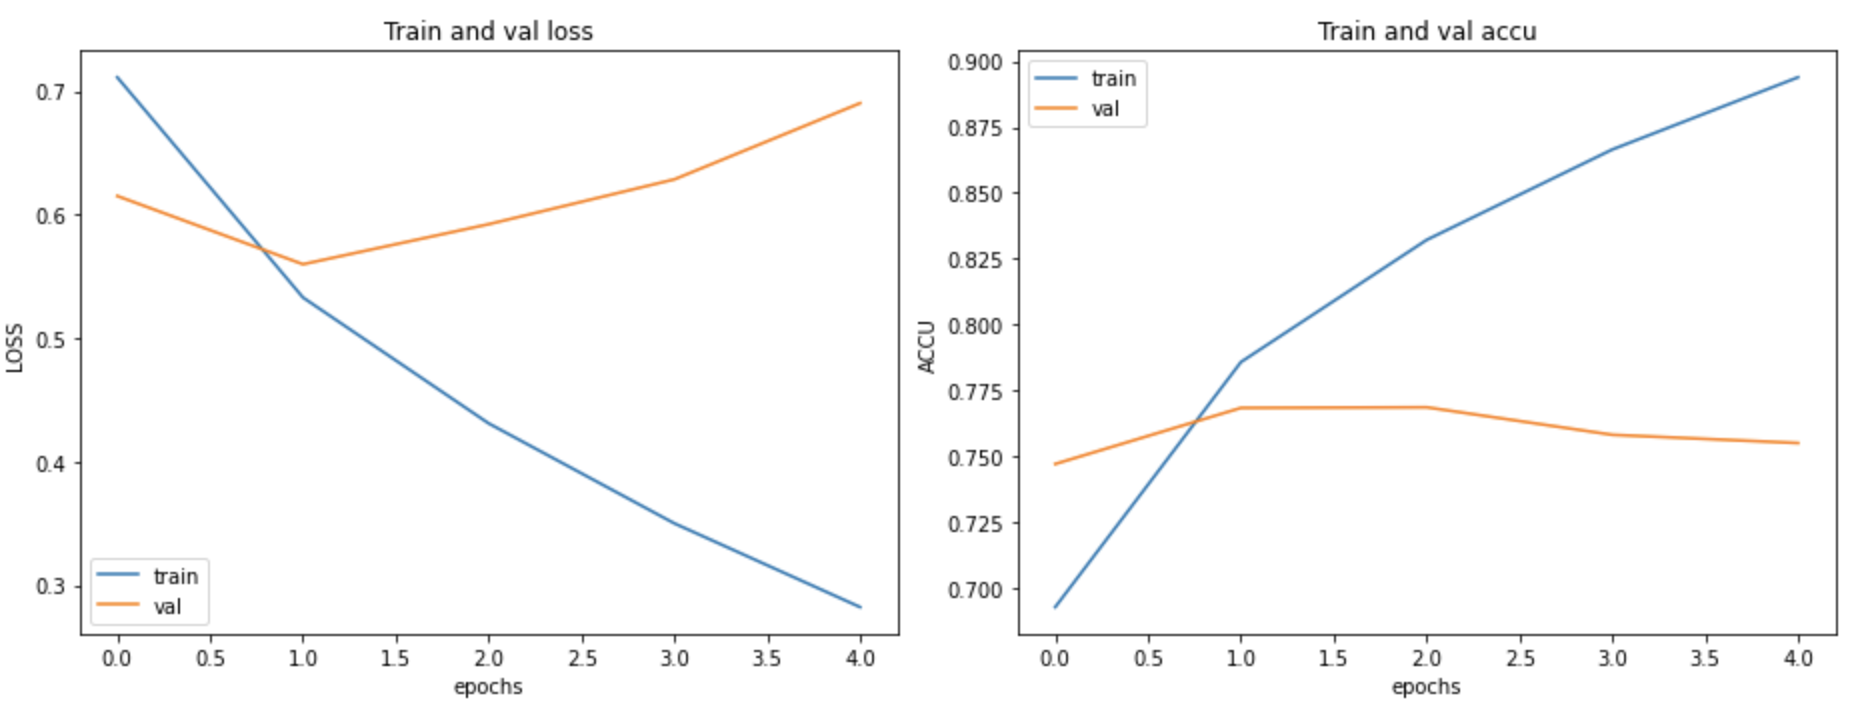 Train and val loss
0.7
0.6
0.5
0.4
0.3
LOSS
train
val
0.0 0.5 1.0 1.5 2.0 2.5 3.0 3.5 4.0
epochs
Train and val accu
0.900
0.875
0.850
0.825
0.800
0.775
0.750
0.725
0.700
ACCU
train
val
0.0 0.5 1.0 1.5 2.0 2.5 3.0 3.5 4.0
epochs